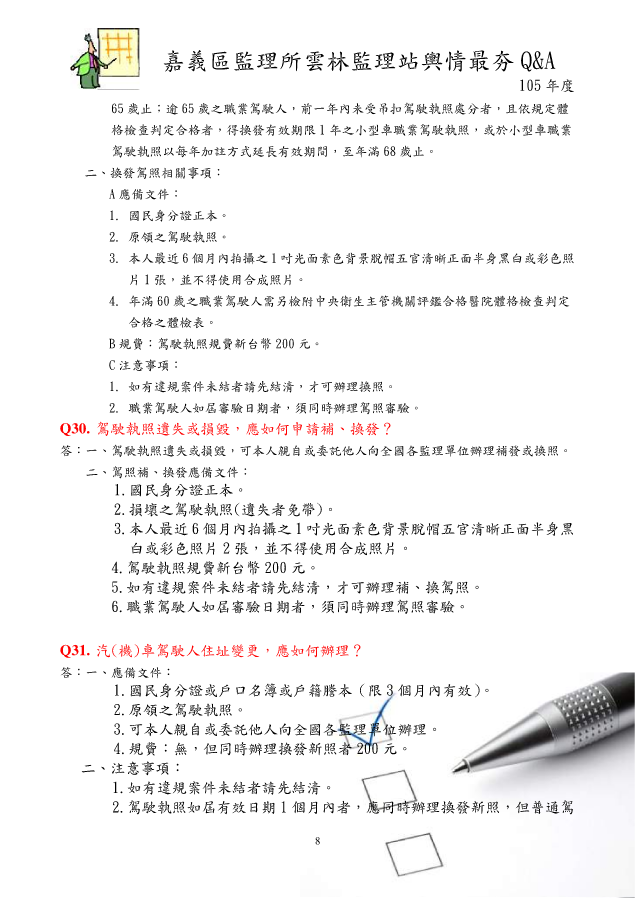 嘉義區監理所雲林監理站輿情最夯 Q&A
105 年度
65 歲止；逾 65 歲之職業駕駛人，前一年內未受吊扣駕駛執照處分者，且依規定體
格檢查判定合格者，得換發有效期限 1 年之小型車職業駕駛執照，或於小型車職業
駕駛執照以每年加註方式延長有效期間，至年滿 68 歲止。
二、換發駕照相關事項：
A 應備文件：
1. 國民身分證正本。
2. 原領之駕駛執照。
3. 本人最近 6 個月內拍攝之 1 吋光面素色背景脫帽五官清晰正面半身黑白或彩色照
片 1 張，並不得使用合成照片。
4. 年滿 60 歲之職業駕駛人需另檢附中央衛生主管機關評鑑合格醫院體格檢查判定
合格之體檢表。
B 規費：駕駛執照規費新台幣 200 元。
C 注意事項：
1. 如有違規案件未結者請先結清，才可辦理換照。
2. 職業駕駛人如屆審驗日期者，須同時辦理駕照審驗。
Q30. 駕駛執照遺失或損毀，應如何申請補、換發？
答：一、駕駛執照遺失或損毀，可本人親自或委託他人向全國各監理單位辦理補發或換照。
二、駕照補、換發應備文件：
1.國民身分證正本。
2.損壞之駕駛執照(遺失者免帶)。
3.本人最近 6 個月內拍攝之 1 吋光面素色背景脫帽五官清晰正面半身黑
白或彩色照片 2 張，並不得使用合成照片。
4.駕駛執照規費新台幣 200 元。
5.如有違規案件未結者請先結清，才可辦理補、換駕照。
6.職業駕駛人如屆審驗日期者，須同時辦理駕照審驗。
Q31. 汽(機)車駕駛人住址變更，應如何辦理？
答：一、應備文件：
1.國民身分證或戶口名簿或戶籍謄本（限 3 個月內有效）。
2.原領之駕駛執照。
3.可本人親自或委託他人向全國各監理單位辦理。
4.規費：無，但同時辦理換發新照者 200 元。
二、注意事項：
1.如有違規案件未結者請先結清。
2.駕駛執照如屆有效日期 1 個月內者，應同時辦理換發新照，但普通駕
8